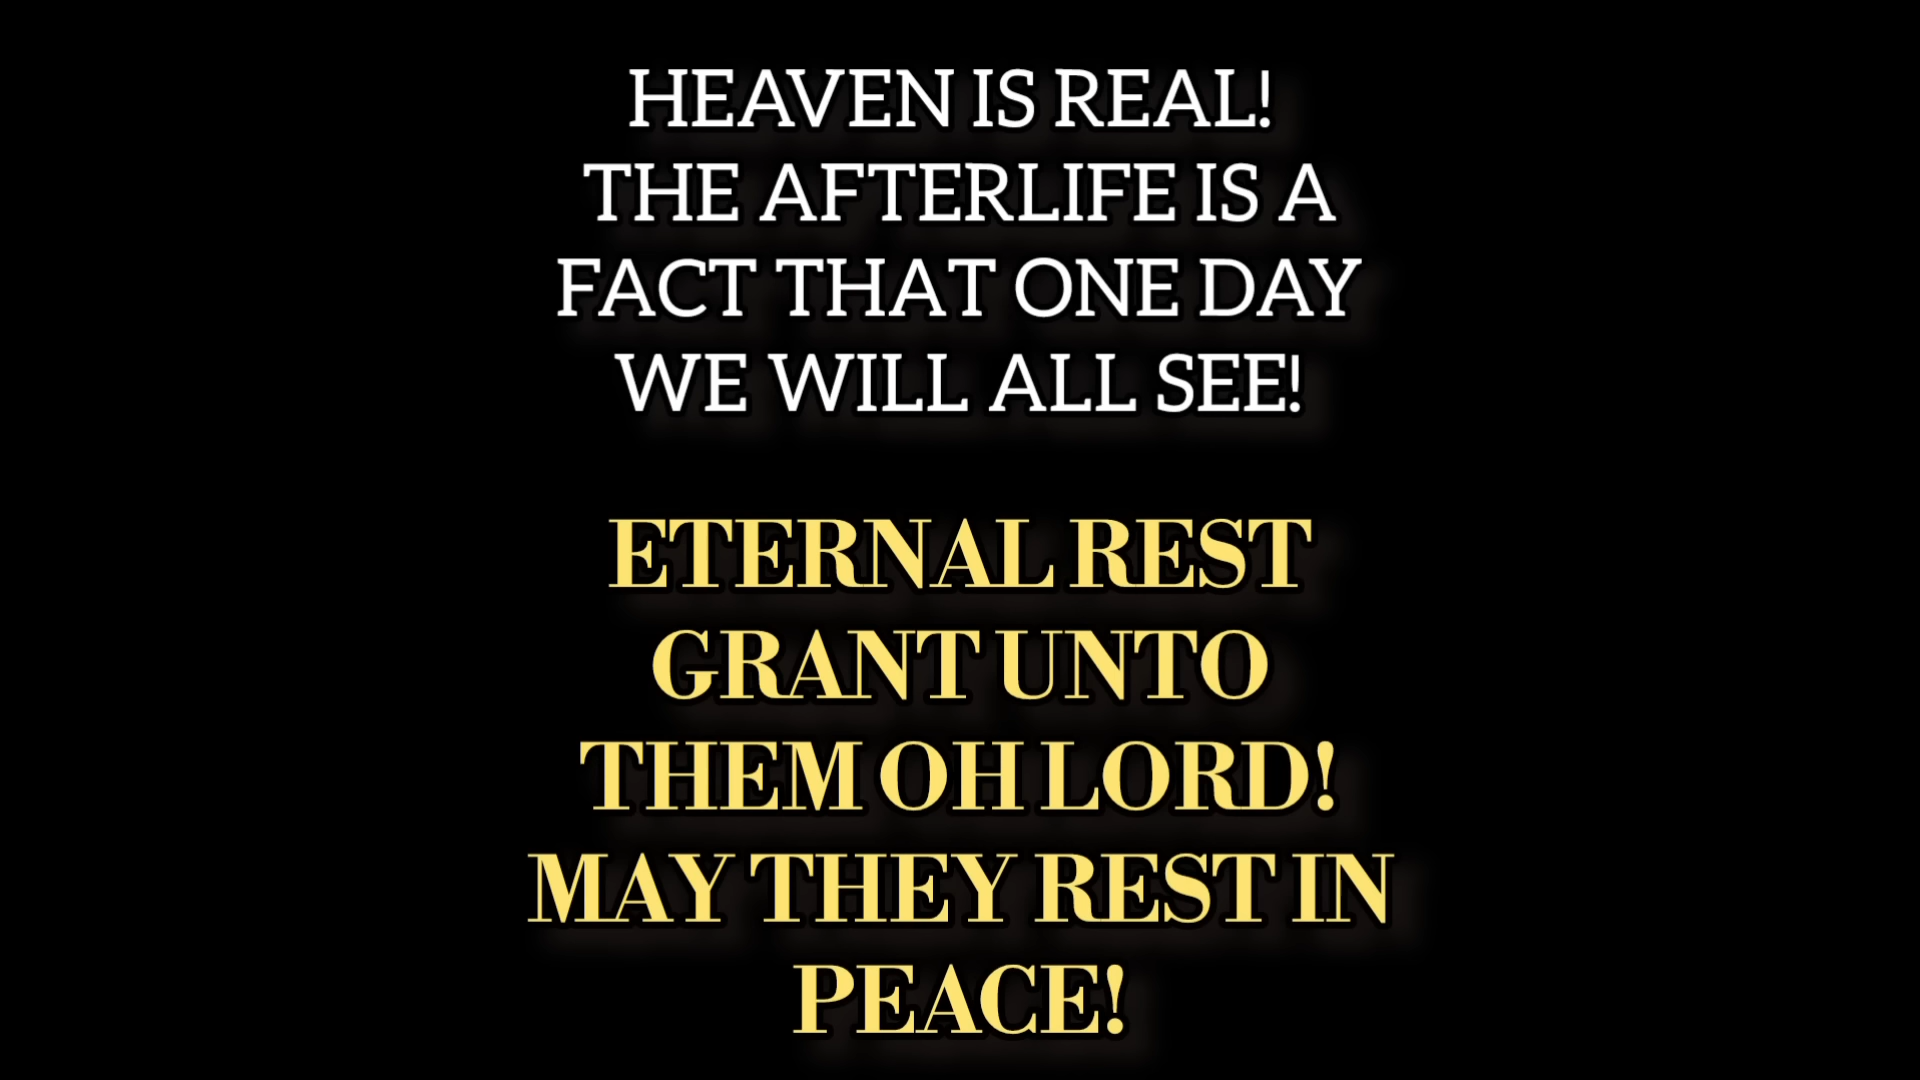 HEAVEN IS REAL!
THE AFTERLIFE IS A
FACT THAT ONE DAY
WE WILL ALL SEE!
ETERNAL REST
GRANT UNTO
THEM OH LORD!
MAY THEY REST IN
PEACE!